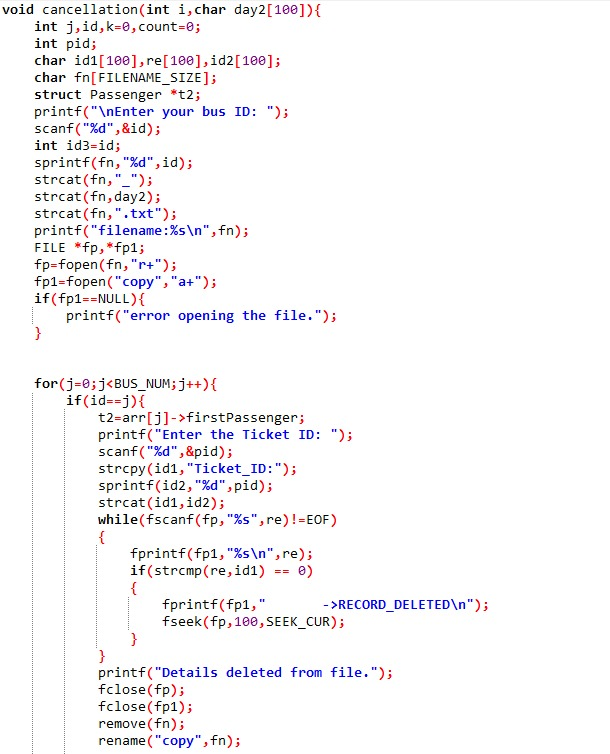 void cancellation(int i,char day2[100]){
    int j,id,k=0,count=0;
    int pid;
    char id1[100],re[100],id2[100];
    char fn[FILENAME_SIZE];
    struct Passenger *t2;
    printf("\nEnter your bus ID: ");
    scanf("%d",&id);
    int id3=id;
    sprintf(fn,"%d",id);
    strcat(fn,"_");
    strcat(fn,day2);
    strcat(fn,".txt");
    printf("filename:%s\n",fn);
    FILE *fp,*fp1;
    fp=fopen(fn,"r+");
    fp1=fopen("copy","a+");
    if(fp1==NULL){
        printf("error opening the file.");
    }
    for(j=0;j<BUS_NUM;j++){
        if(id==j){
            t2=arr[j]->firstPassenger;
            printf("Enter the Ticket ID: ");
            scanf("%d",&pid);
            strcpy(id1,"Ticket_ID:");
            sprintf(id2,"%d",pid);
            strcat(id1,id2);
            while(fscanf(fp,"%s",re)!=EOF)
            {
                fprintf(fp1,"%s\n",re);
                if(strcmp(re,id1) == 0)
                {
                    fprintf(fp1,"       ->RECORD_DELETED\n");
                    fseek(fp,100,SEEK_CUR);
                }
            }
            printf("Details deleted from file.");
            fclose(fp);
            fclose(fp1);
            remove(fn);
            rename("copy",fn);